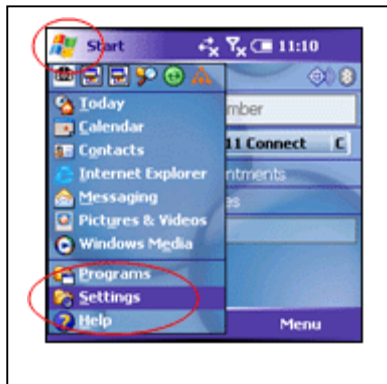 Start 11:10
Today
mber
Calendar
Contacts
11 Connect C
Internet Explorer
ntments
Messaging
es
Pictures & Videos
Windows Media
Programs
Settings
Help
Menu